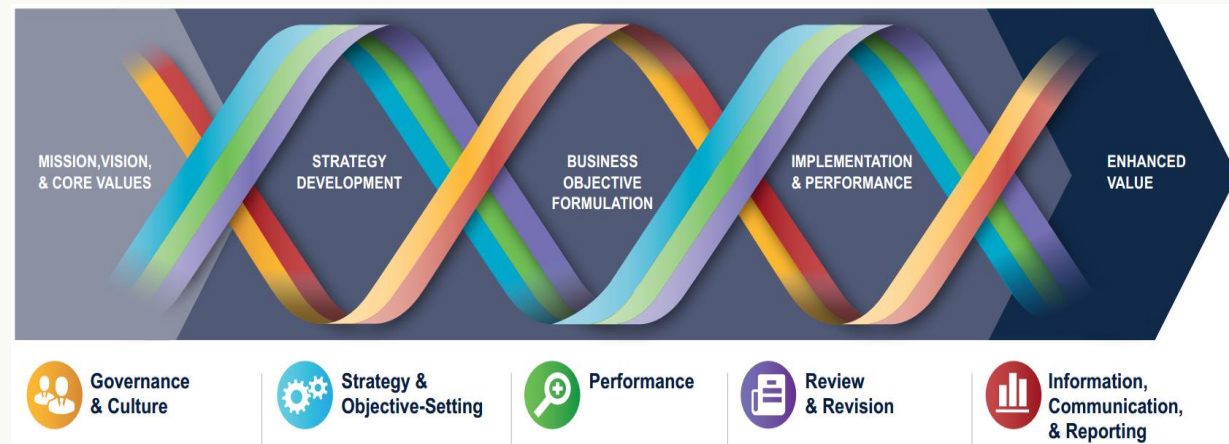 MISSION,VISION,
& CORE VALUES
STRATEGY
DEVELOPMENT
BUSINESS
OBJECTIVE
FORMULATION
IMPLEMENTATION
& PERFORMANCE
ENHANCED
VALUE
Governance
& Culture
Strategy &
Objective-Setting
Performance
Review
& Revision
Information,
Communication,
& Reporting